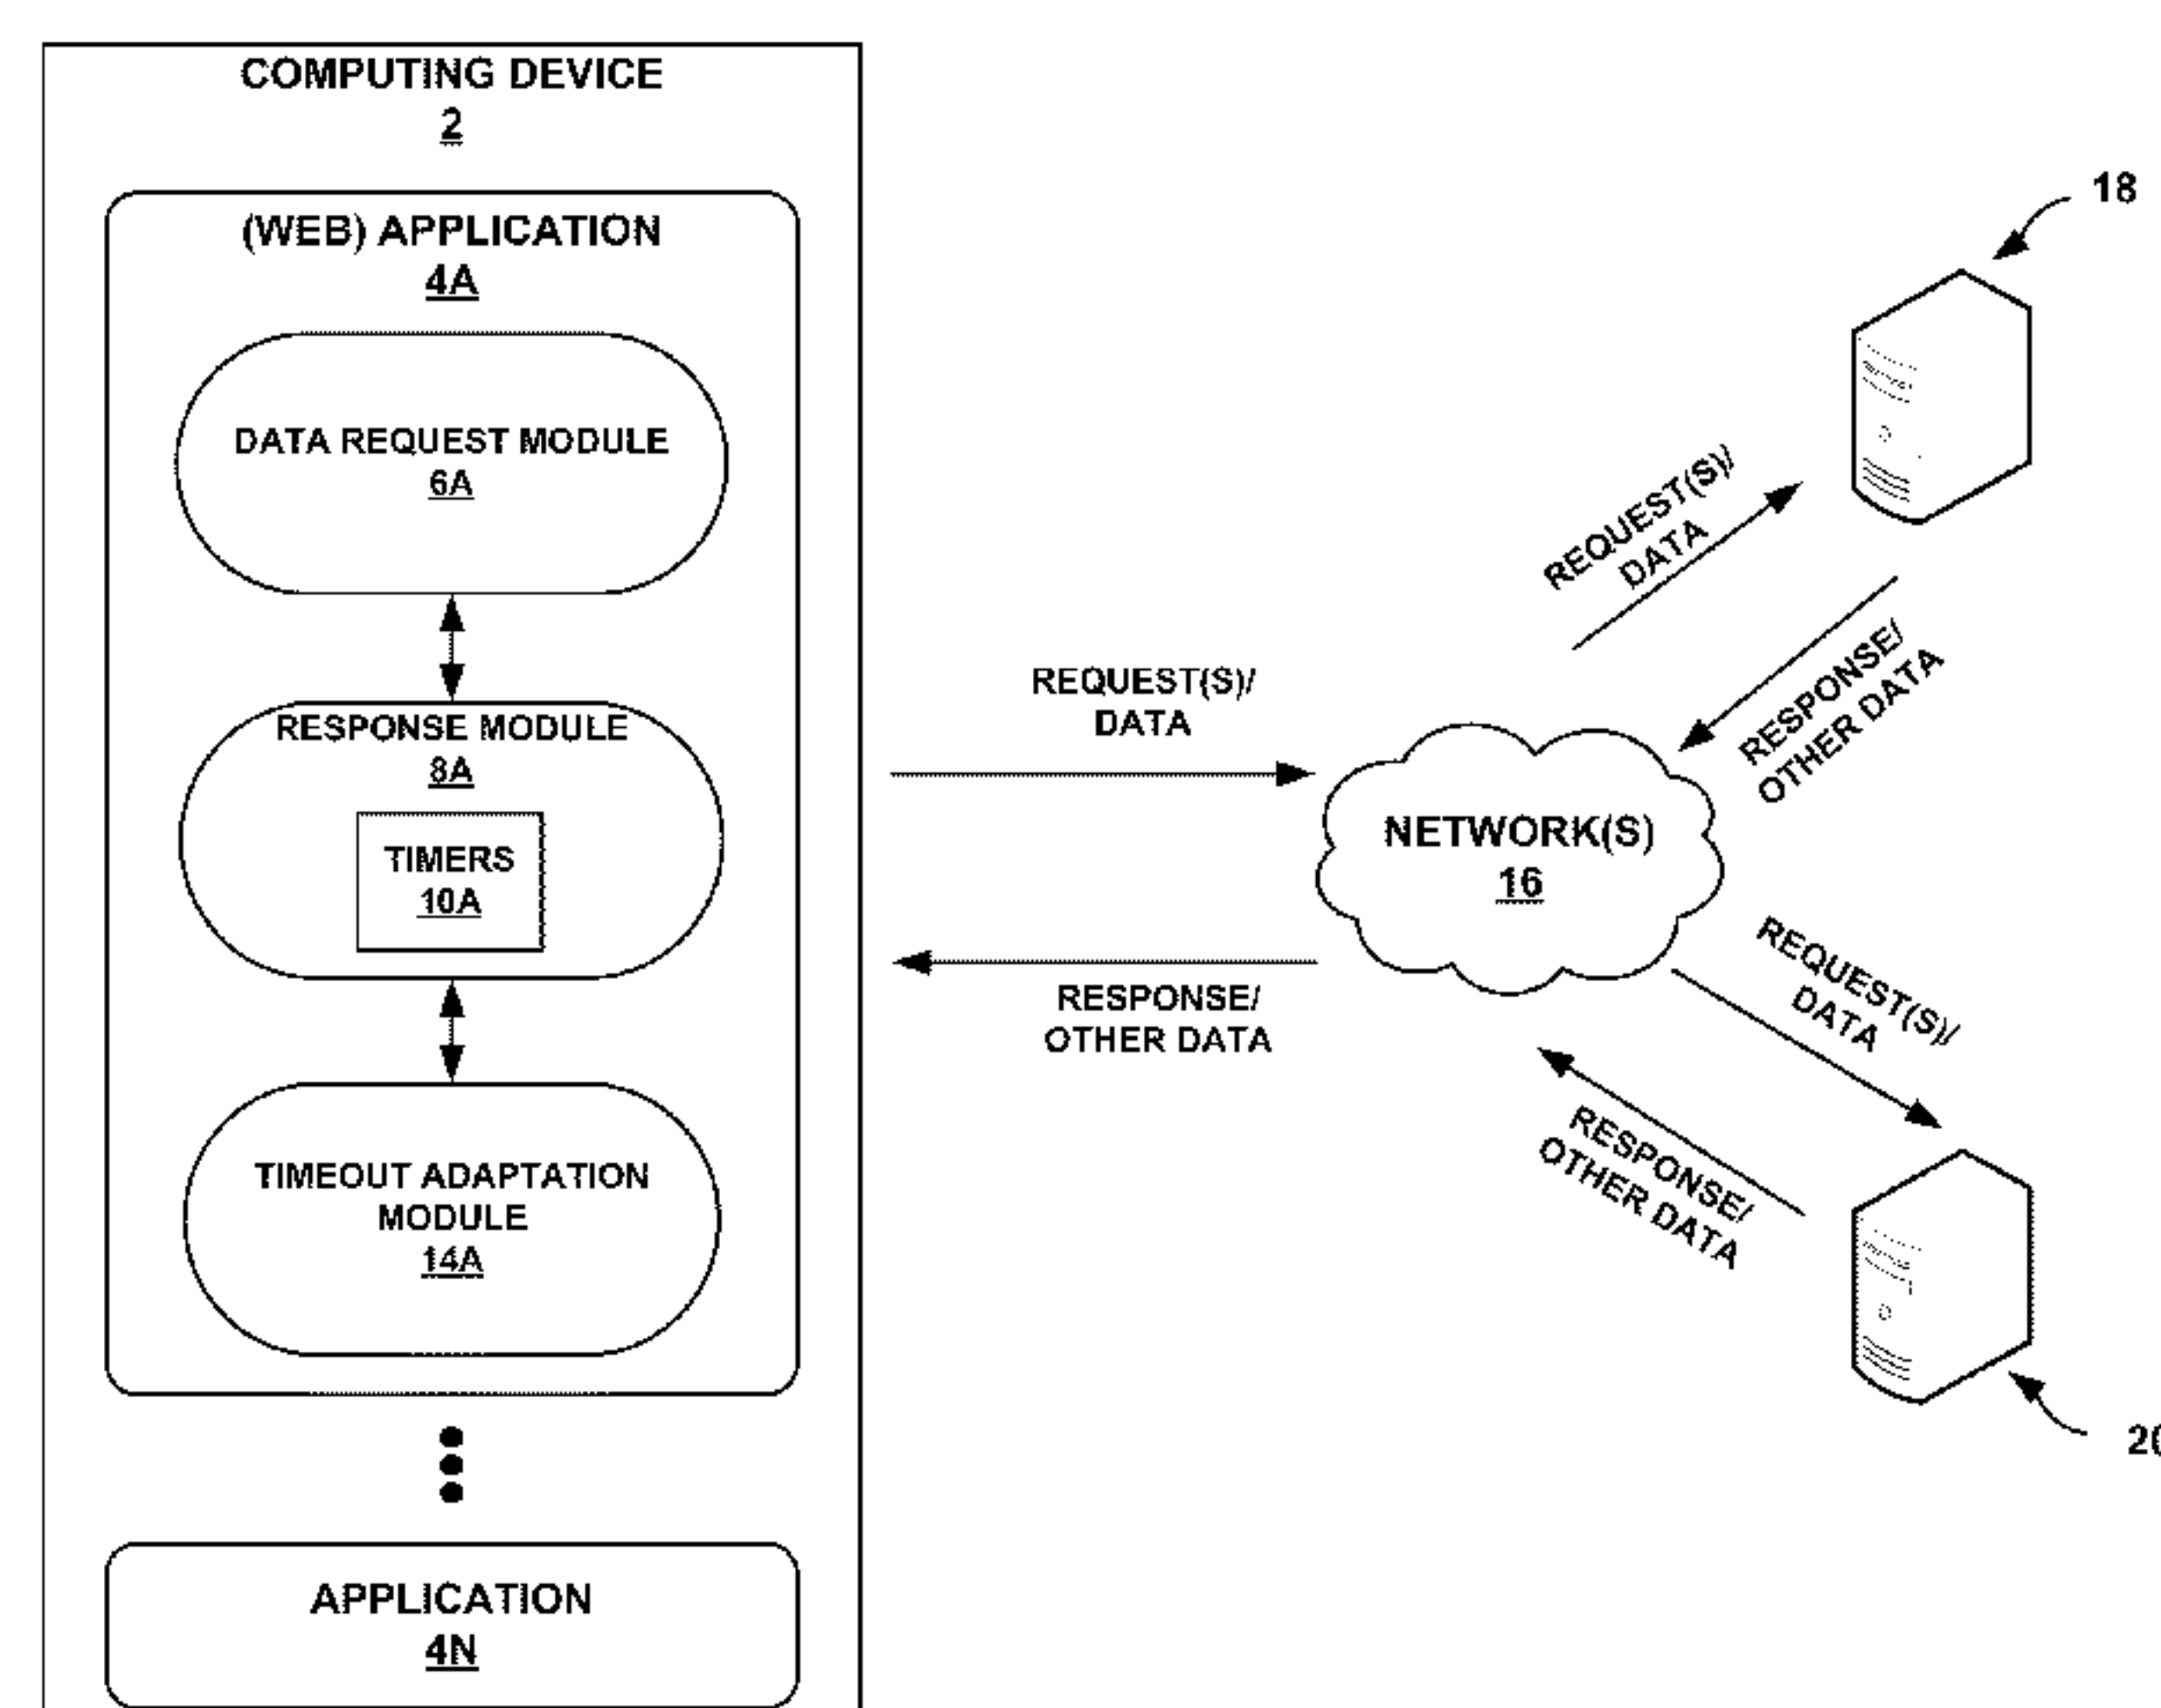 COMPUTING DEVICE
2
(WEB) APPLICATION
4A
DATA REQUEST MODULE
6A
RESPONSE MODULE
8A
TIMERS
10A
TIMEOUT ADAPTATION
MODULE
14A
APPLICATION
4N
REQUEST(S)/
DATA
RESPONSE/
OTHER DATA
NETWORK(S)
16
REQUEST(S)/
DATA
RESPONSE/
OTHER DATA
18
REQUEST(S)/
DATA
RESPONSE/
OTHER DATA